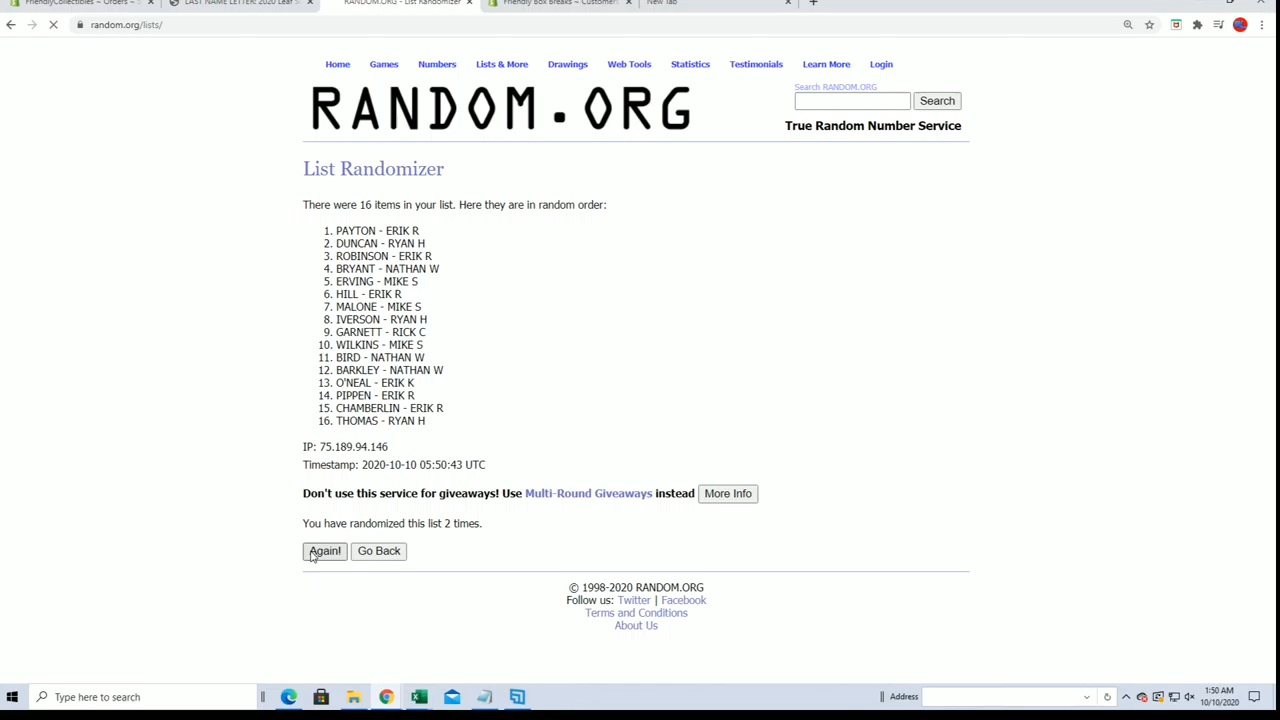 FriendlyCollectibles ~ Orders ~ S
LAST NAME LETTER! 2020 Leaf S
RANDOM.ORG - List Randomizer
Friendly Box Breaks ~ Customer
New Tab
random.org/lists/
Home Games Numbers Lists & More Drawings Web Tools Statistics Testimonials Learn More Login
RANDOM.ORG
Search RANDOM.ORG
Search
True Random Number Service
List Randomizer
There were 16 items in your list. Here they are in random order:
1. PAYTON - ERIK R
2. DUNCAN - RYAN H
3. ROBINSON - ERIK R
4. BRYANT - NATHAN W
5. ERVING - MIKE S
6. HILL - ERIK R
7. MALONE - MIKE S
8. IVERSON - RYAN H
9. GARNETT - RICK C
10. WILKINS - MIKE S
11. BIRD - NATHAN W
12. BARKLEY - NATHAN W
13. O'NEAL - ERIK K
14. PIPPEN - ERIK R
15. CHAMBERLIN - ERIK R
16. THOMAS - RYAN H
IP: 75.189.94.146
Timestamp: 2020-10-10 05:50:43 UTC
Don't use this service for giveaways! Use Multi-Round Giveaways instead More Info
You have randomized this list 2 times.
Again! Go Back
© 1998-2020 RANDOM.ORG
Follow us: Twitter | Facebook
Terms and Conditions
About Us
Type here to search
Address
1:50 AM
10/10/2020